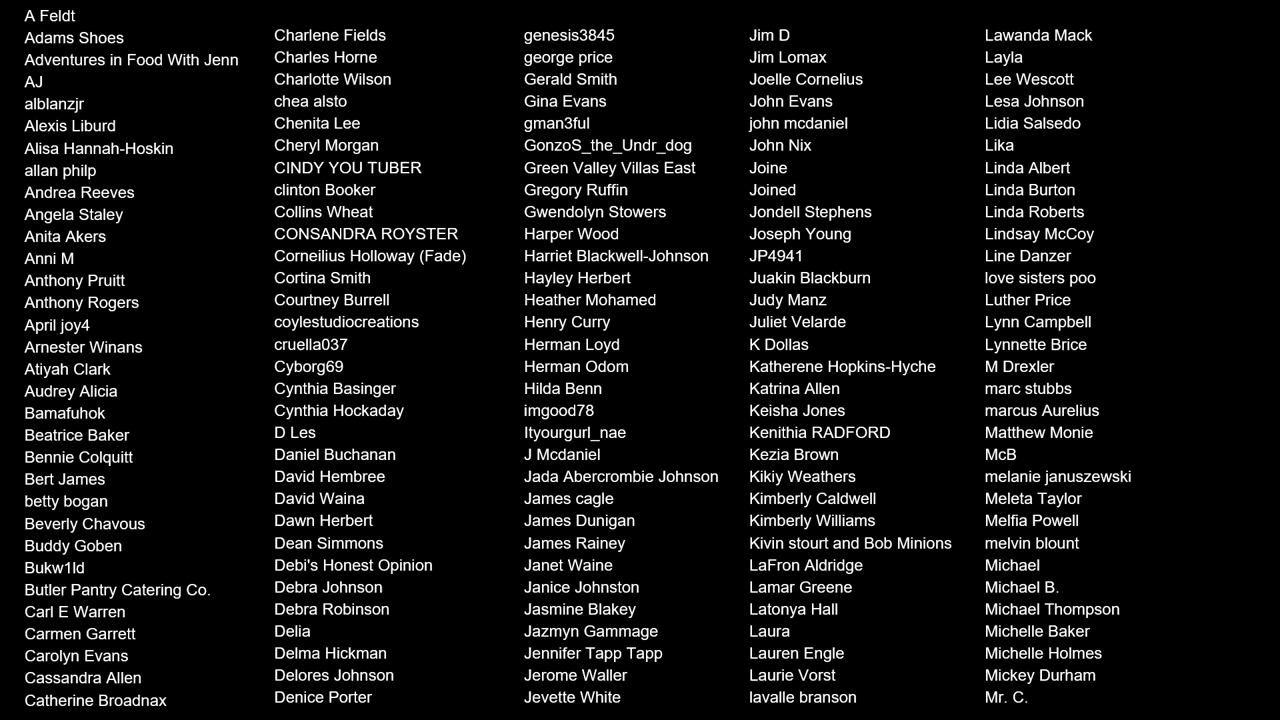 A Feldt
Adams Shoes
Adventures in Food With Jenn
AJ
alblanzjr
Alexis Liburd
Alisa Hannah-Hoskin
allan philp
Andrea Reeves
Angela Staley
Anita Akers
Anni M
Anthony Pruitt
Anthony Rogers
April joy4
Arnester Winans
Atiyah Clark
Audrey Alicia
Bamafuhok
Beatrice Baker
Bennie Colquitt
Bert James
betty bogan
Beverly Chavous
Buddy Goben
Bukw1ld
Butler Pantry Catering Co.
Carl E Warren
Carmen Garrett
Carolyn Evans
Cassandra Allen
Catherine Broadnax
Charlene Fields
Charles Horne
Charlotte Wilson
chea alsto
Chenita Lee
Cheryl Morgan
CINDY YOU TUBER
clinton Booker
Collins Wheat
CONSANDRA ROYSTER
Corneilius Holloway (Fade)
Cortina Smith
Courtney Burrell
coylestudiocreations
cruella037
Cyborg69
Cynthia Basinger
Cynthia Hockaday
D Les
Daniel Buchanan
David Hembree
David Waina
Dawn Herbert
Dean Simmons
Debi's Honest Opinion
Debra Johnson
Debra Robinson
Delia
Delma Hickman
Delores Johnson
Denice Porter
genesis3845
george price
Gerald Smith
Gina Evans
gman3ful
GonzoS_the_Undr_dog
Green Valley Villas East
Gregory Ruffin
Gwendolyn Stowers
Harper Wood
Harriet Blackwell-Johnson
Hayley Herbert
Heather Mohamed
Henry Curry
Herman Loyd
Herman Odom
Hilda Benn
imgood78
Ityourgurl_nae
J Mcdaniel
Jada Abercrombie Johnson
James cagle
James Dunigan
James Rainey
Janet Waine
Janice Johnston
Jasmine Blakey
Jazmyn Gammage
Jennifer Tapp Tapp
Jerome Waller
Jevette White
Jim D
Jim Lomax
Joelle Cornelius
John Evans
john mcdaniel
John Nix
Joine
Joined
Jondell Stephens
Joseph Young
JP4941
Juakin Blackburn
Judy Manz
Juliet Velarde
K Dollas
Katherene Hopkins-Hyche
Katrina Allen
Keisha Jones
Kenithia RADFORD
Kezia Brown
Kikiy Weathers
Kimberly Caldwell
Kimberly Williams
Kivin stourt and Bob Minions
LaFron Aldridge
Lamar Greene
Latonya Hall
Laura
Lauren Engle
Laurie Vorst
lavalle branson
Lawanda Mack
Layla
Lee Wescott
Lesa Johnson
Lidia Salsedo
Lika
Linda Albert
Linda Burton
Linda Roberts
Lindsay McCoy
Line Danzer
love sisters poo
Luther Price
Lynn Campbell
Lynnette Brice
M Drexler
marc stubbs
marcus Aurelius
Matthew Monie
McB
melanie januszewski
Meleta Taylor
Melfia Powell
melvin blount
Michael
Michael B.
Michael Thompson
Michelle Baker
Michelle Holmes
Mickey Durham
Mr. C.